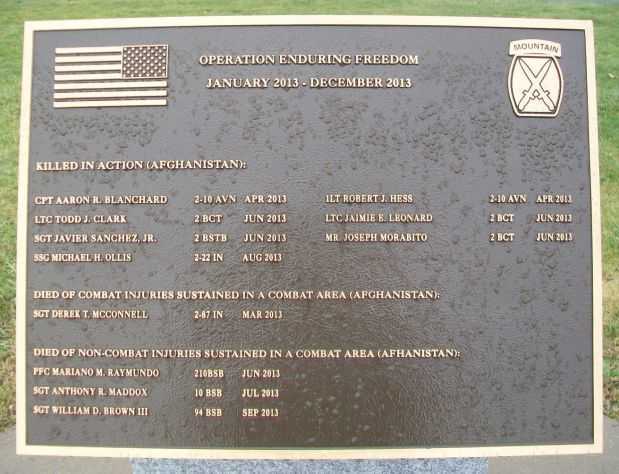 OPERATION ENDURING FREEDOM
MOUNTAIN
JANUARY 2013 - DECEMBER 2013
KILLED IN ACTION (AFGHANISTAN):
CPT AARON R. BLANCHARD 2-10 AVN APR 2013 1LT ROBERT J. HESS 2-10 AVN APR 2013
LTC TODD J. CLARK 2 BCT JUN 2013 LTC JAIMIE E. LEONARD 2 BCT JUN 2013
SGT JAVIER SANCHEZ, JR. 2 BSTB JUN 2013 MR. JOSEPH MORABITO 2 BCT JUN 2013
SSG MICHAEL H. OLLIS 2-22 IN AUG 2013
DIED OF COMBAT INJURIES SUSTAINED IN A COMBAT AREA (AFGHANISTAN):
SGT DEREK T. MCCONNELL 2-87 IN MAR 2013
DIED OF NON-COMBAT INJURIES SUSTAINED IN A COMBAT AREA (AFHANISTAN):
PFC MARIANO M. RAYMUNDO 210BSB JUN 2013
SGT ANTHONY R. MADDOX 10 BSB JUL 2013
SGT WILLIAM D. BROWN III 94 BSB SEP 2013